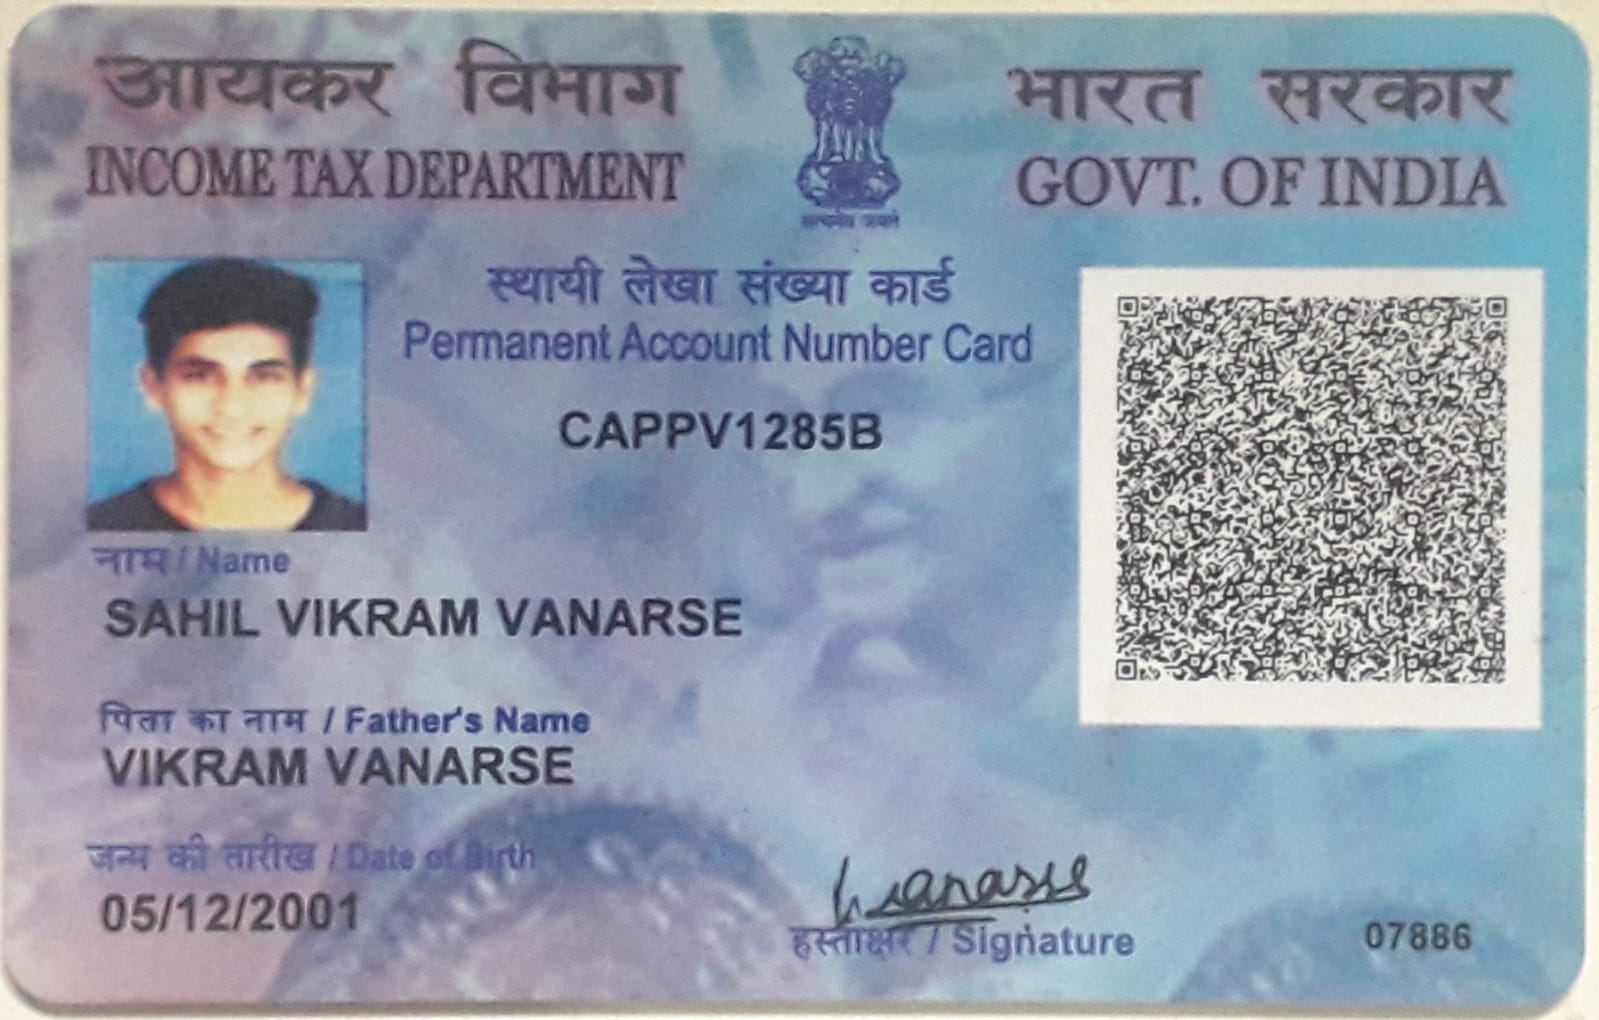 आयकर विभाग
INCOME TAX DEPARTMENT
सत्यमेव जयते
भारत सरकार
GOVT. OF INDIA
स्थायी लेखा संख्या कार्ड
Permanent Account Number Card
CAPPV1285B
नाम / Name
SAHIL VIKRAM VANARSE
पिता का नाम / Father's Name
VIKRAM VANARSE
जन्म की तारीख / Date of Birth
05/12/2001
Vanarse
हस्ताक्षर / Signature
07886